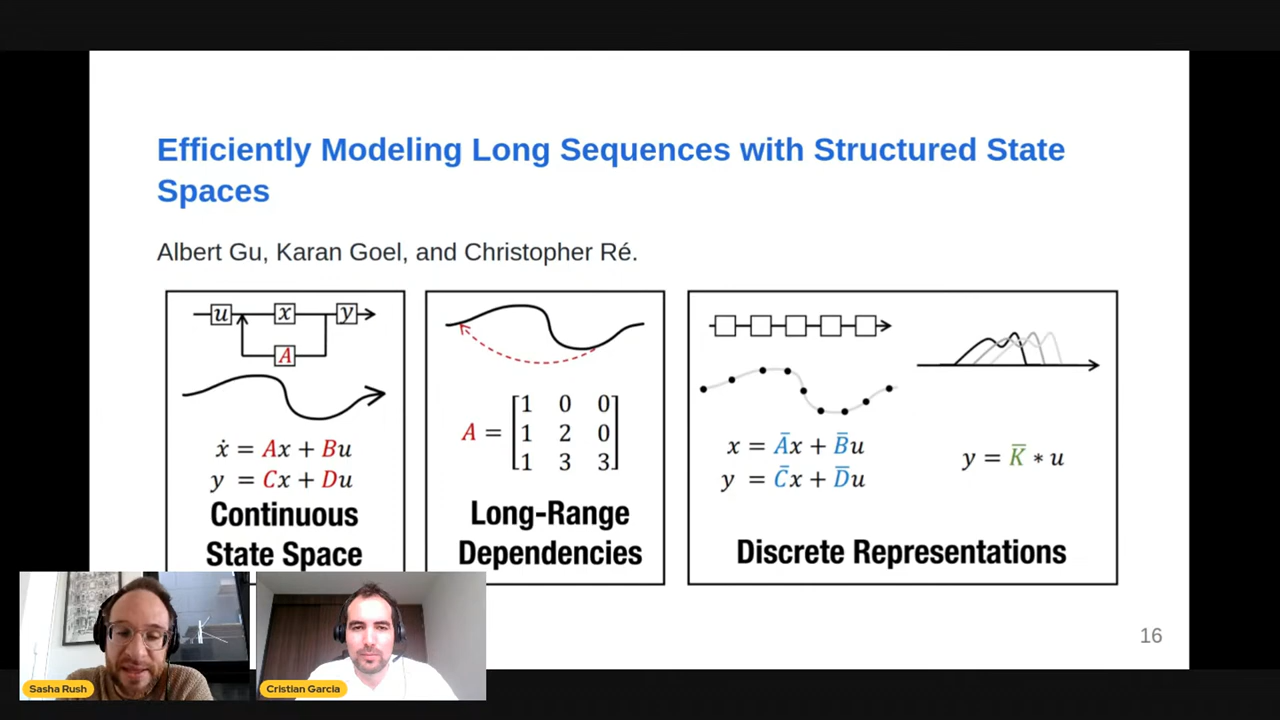 Efficiently Modeling Long Sequences with Structured State
Spaces
Albert Gu, Karan Goel, and Christopher Ré.
u x y
A
ẋ = Ax + Bu
y = Cx + Du
Continuous
State Space
A = [1 0 0]
[1 2 0]
[1 3 3]
Long-Range
Dependencies
x = A̅x + B̅u
y = C̅x + D̅u
y = K̅ * u
Discrete Representations
16
Sasha Rush
Cristian Garcia